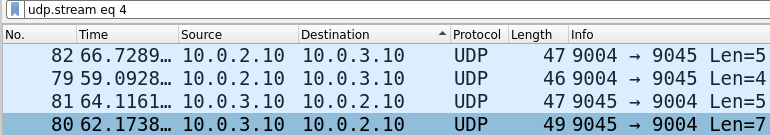 udp.stream eq 4
No. Time Source Destination Protocol Length Info
82 66.7289… 10.0.2.10 10.0.3.10 UDP 47 9004 → 9045 Len=5
79 59.0928… 10.0.2.10 10.0.3.10 UDP 46 9004 → 9045 Len=4
81 64.1161… 10.0.3.10 10.0.2.10 UDP 47 9045 → 9004 Len=5
80 62.1738… 10.0.3.10 10.0.2.10 UDP 49 9045 → 9004 Len=7